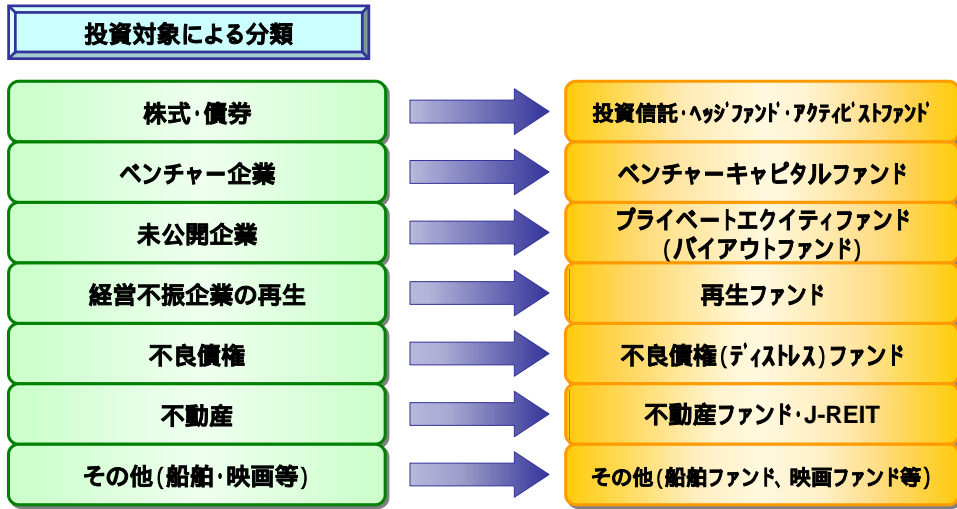 投資対象による分類
株式･債券
投資信託･ﾍｯｼﾞﾌｧﾝﾄﾞ･ｱｸﾃｨﾋﾞｽﾄﾌｧﾝﾄﾞ
ベンチャー企業
ベンチャーキャピタルファンド
未公開企業
プライベートエクイティファンド
(バイアウトファンド)
経営不振企業の再生
再生ファンド
不良債権
不良債権(ﾃﾞｨｽﾄﾚｽ)ファンド
不動産
不動産ファンド･J-REIT
その他(船舶･映画等)
その他(船舶ファンド、映画ファンド等)